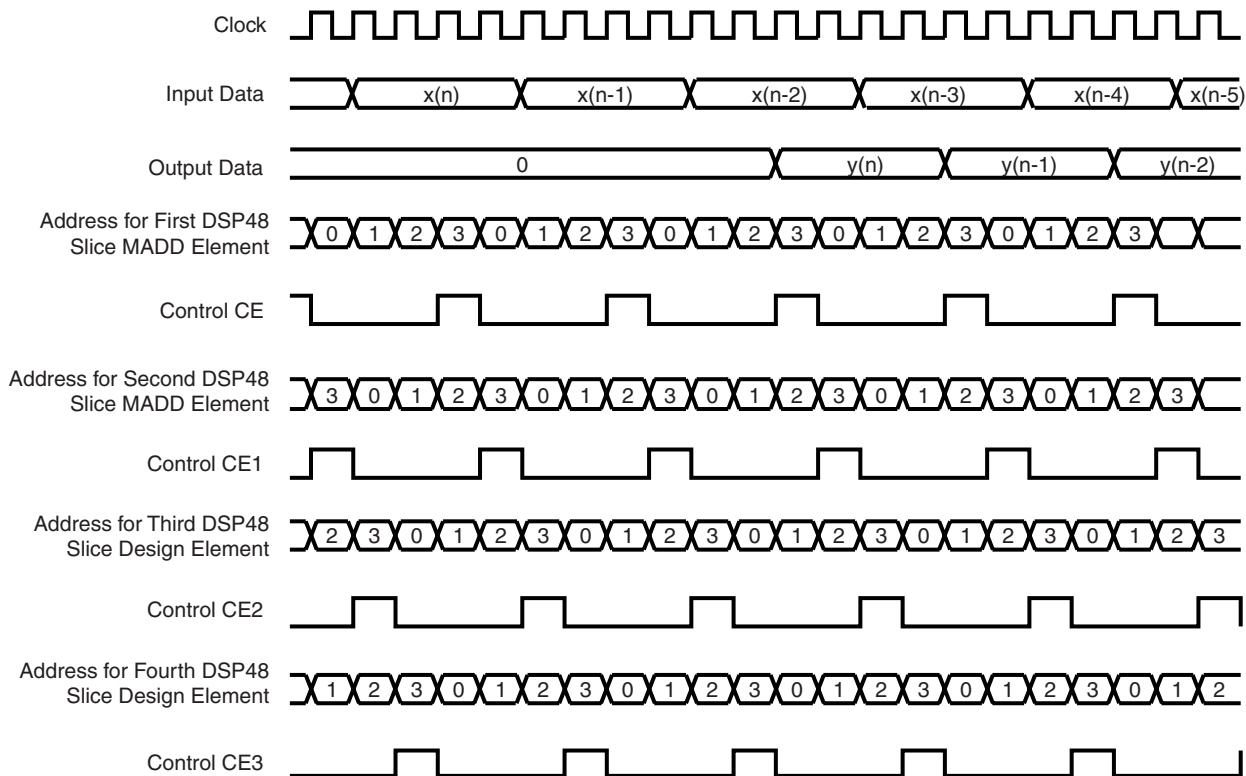 Clock
Input Data
x(n) x(n-1) x(n-2) x(n-3) x(n-4) x(n-5)
Output Data
0 y(n) y(n-1) y(n-2)
Address for First DSP48
Slice MADD Element
0 1 2 3 0 1 2 3 0 1 2 3 0 1 2 3 0 1 2 3
Control CE
Address for Second DSP48
Slice MADD Element
3 0 1 2 3 0 1 2 3 0 1 2 3 0 1 2 3 0 1 2 3
Control CE1
Address for Third DSP48
Slice Design Element
2 3 0 1 2 3 0 1 2 3 0 1 2 3 0 1 2 3 0 1 2 3
Control CE2
Address for Fourth DSP48
Slice Design Element
1 2 3 0 1 2 3 0 1 2 3 0 1 2 3 0 1 2 3 0 1 2
Control CE3